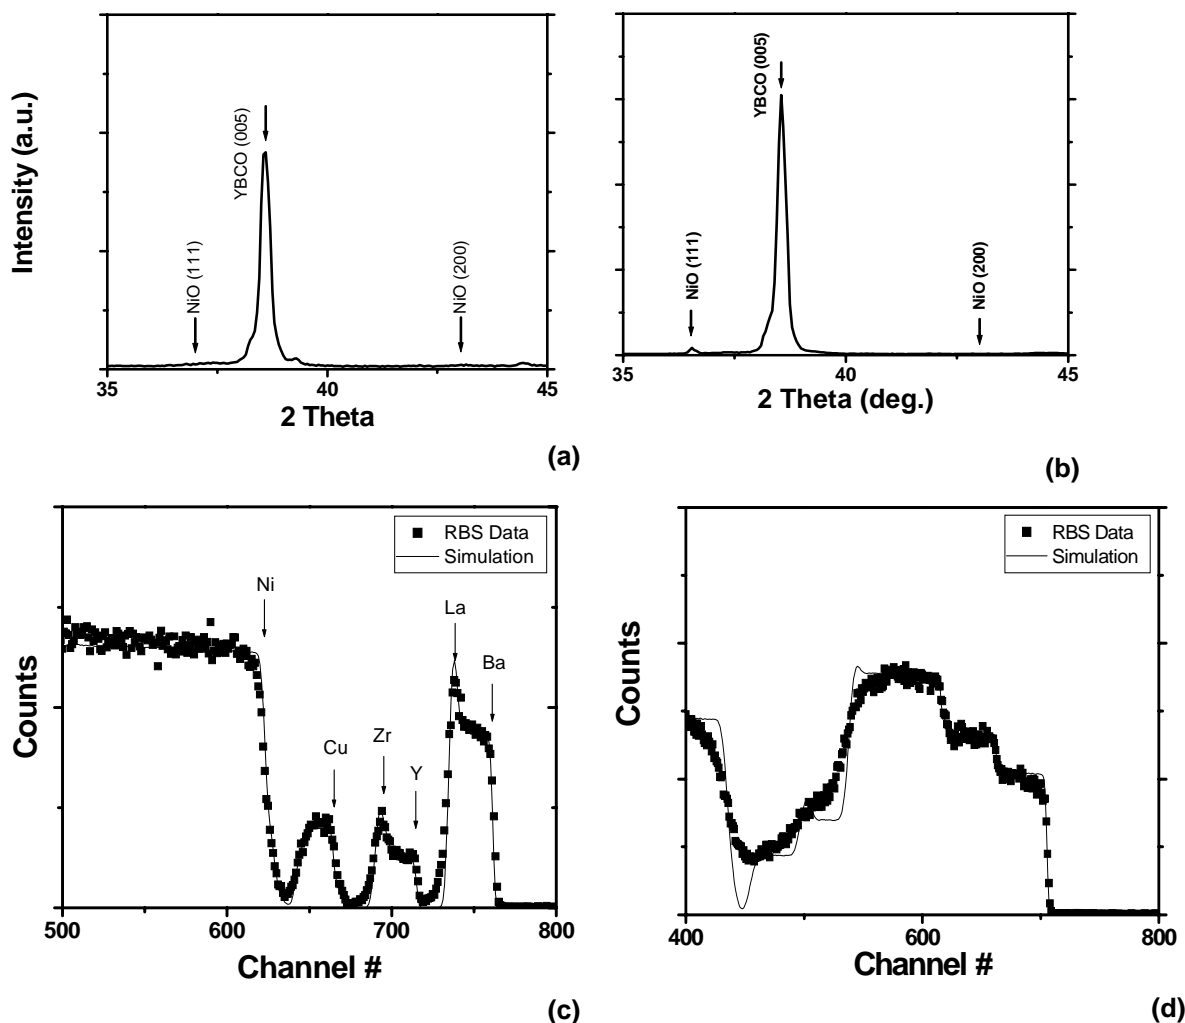 Intensity (a.u.)
NiO (111)
YBCO (005)
NiO (200)
35
40
45
2 Theta
(a)
NiO (111)
YBCO (005)
NiO (200)
35
40
45
2 Theta (deg.)
(b)
Counts
RBS Data
Simulation
Ni
Cu
Zr
Y
La
Ba
500
600
700
800
Channel #
(c)
Counts
RBS Data
Simulation
400
600
800
Channel #
(d)